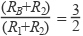 (R_B+R_2)/(R_1+R_2) = 3/2